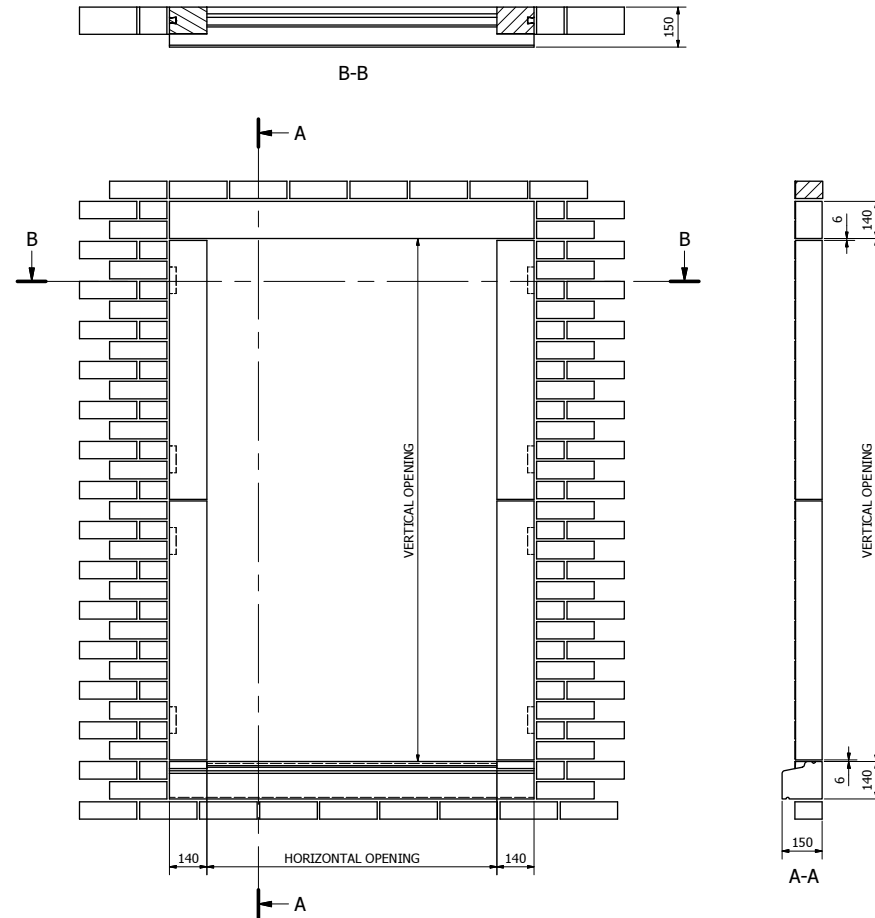 150
B-B
A
B
B
6
140
VERTICAL OPENING
VERTICAL OPENING
6
140
140
HORIZONTAL OPENING
140
150
A-A
A